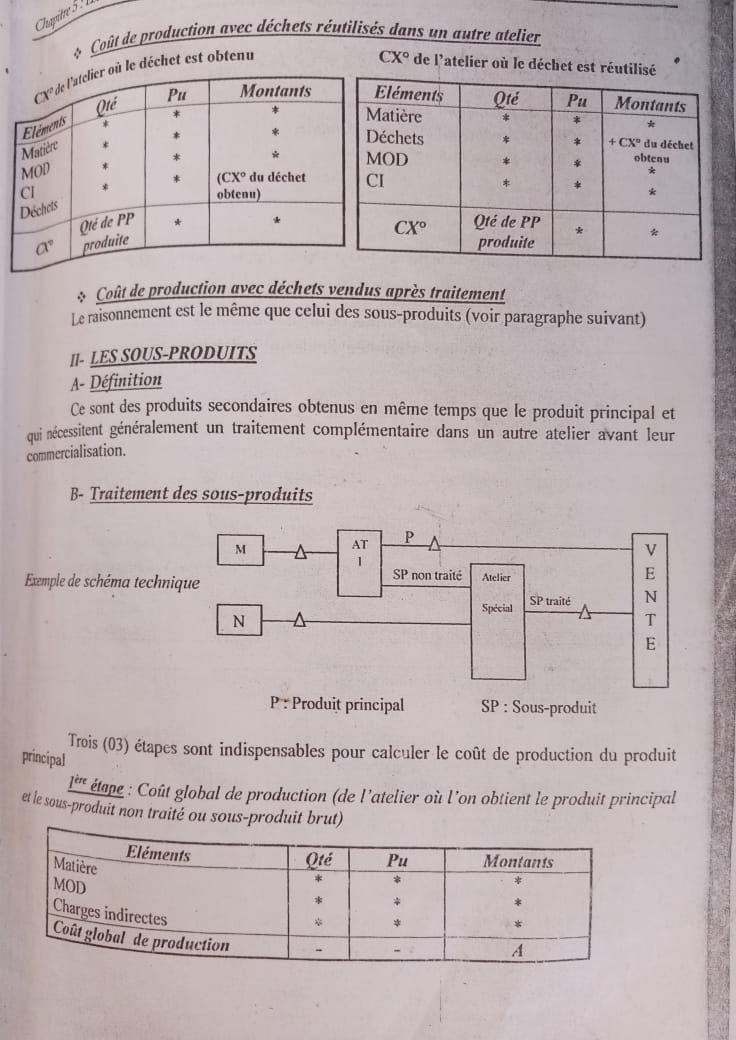 Chapitre 5 :
❖ Coût de production avec déchets réutilisés dans un autre atelier
CX° de l'atelier où le déchet est obtenu
Eléments Qté Pu Montants
Matière * * *
MOD * * *
CI * * *
Déchets * * (CX° du déchet obtenu)
CX° Qté de PP produite * *
CX° de l'atelier où le déchet est réutilisé
Eléments Qté Pu Montants
Matière * * *
Déchets * * + CX° du déchet obtenu
MOD * * *
CI * * *
CX° Qté de PP produite * *
❖ Coût de production avec déchets vendus après traitement
Le raisonnement est le même que celui des sous-produits (voir paragraphe suivant)
II- LES SOUS-PRODUITS
A- Définition
Ce sont des produits secondaires obtenus en même temps que le produit principal et
qui nécessitent généralement un traitement complémentaire dans un autre atelier avant leur
commercialisation.
B- Traitement des sous-produits
Exemple de schéma technique
M
AT
1
P
SP non traité
Atelier
Spécial
SP traité
N
V
E
N
T
E
P : Produit principal SP : Sous-produit
Trois (03) étapes sont indispensables pour calculer le coût de production du produit
principal
1ère étape : Coût global de production (de l'atelier où l'on obtient le produit principal
et le sous-produit non traité ou sous-produit brut)
Eléments Qté Pu Montants
Matière * * *
MOD * * *
Charges indirectes * * *
Coût global de production - - A